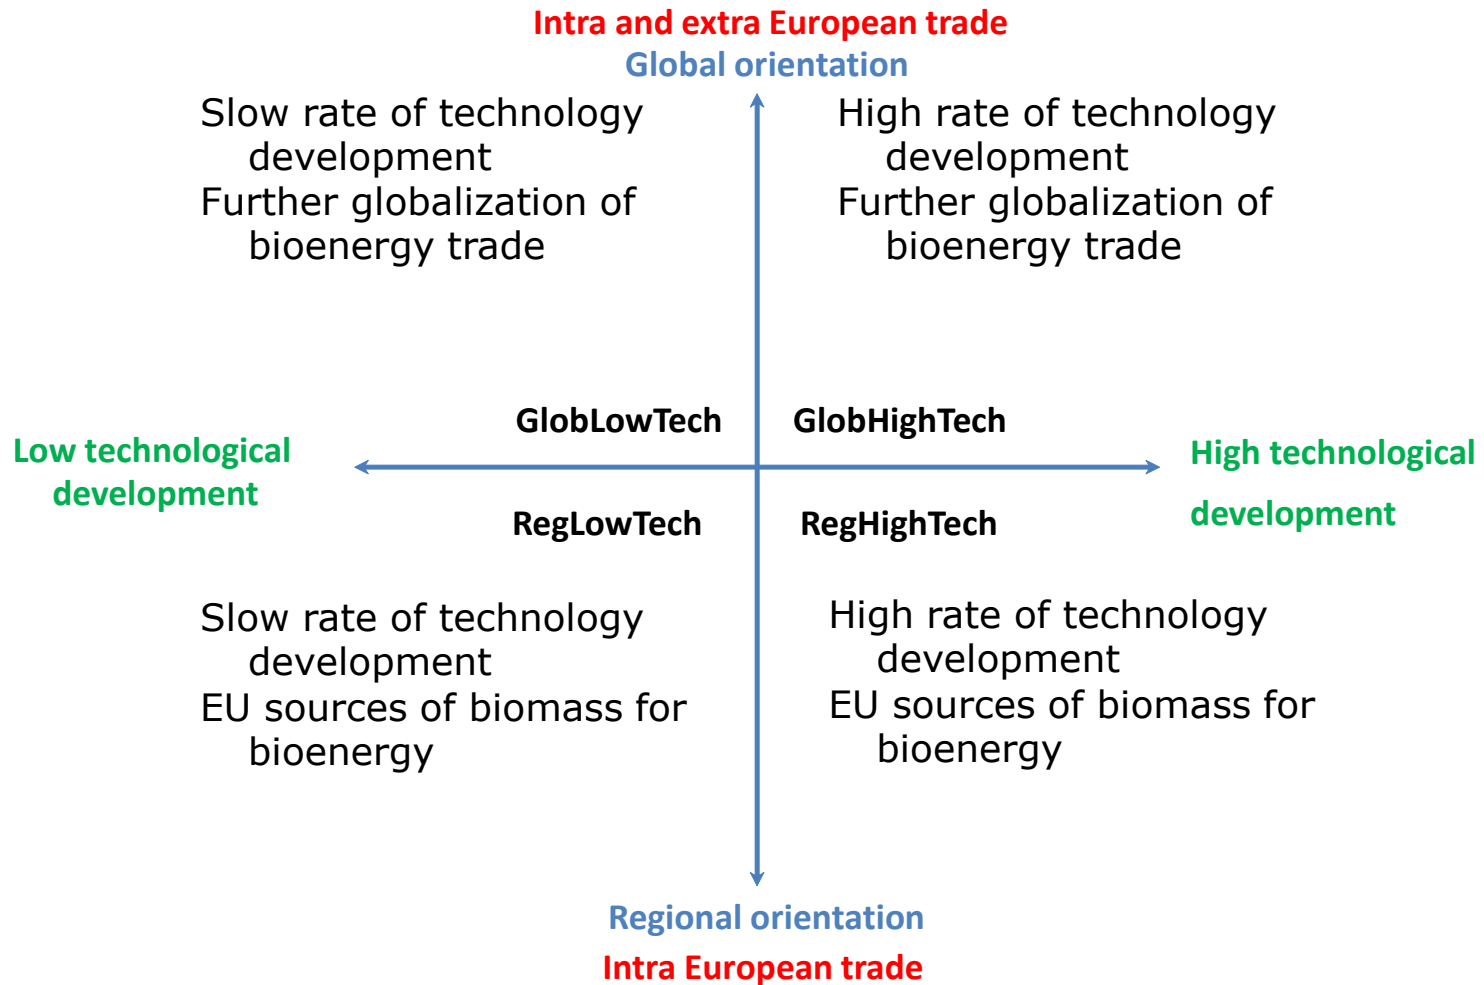 Intra and extra European trade
Global orientation
Slow rate of technology
development
Further globalization of
bioenergy trade
High rate of technology
development
Further globalization of
bioenergy trade
GlobLowTech
GlobHighTech
Low technological
development
High technological
development
RegLowTech
RegHighTech
Slow rate of technology
development
EU sources of biomass for
bioenergy
High rate of technology
development
EU sources of biomass for
bioenergy
Regional orientation
Intra European trade